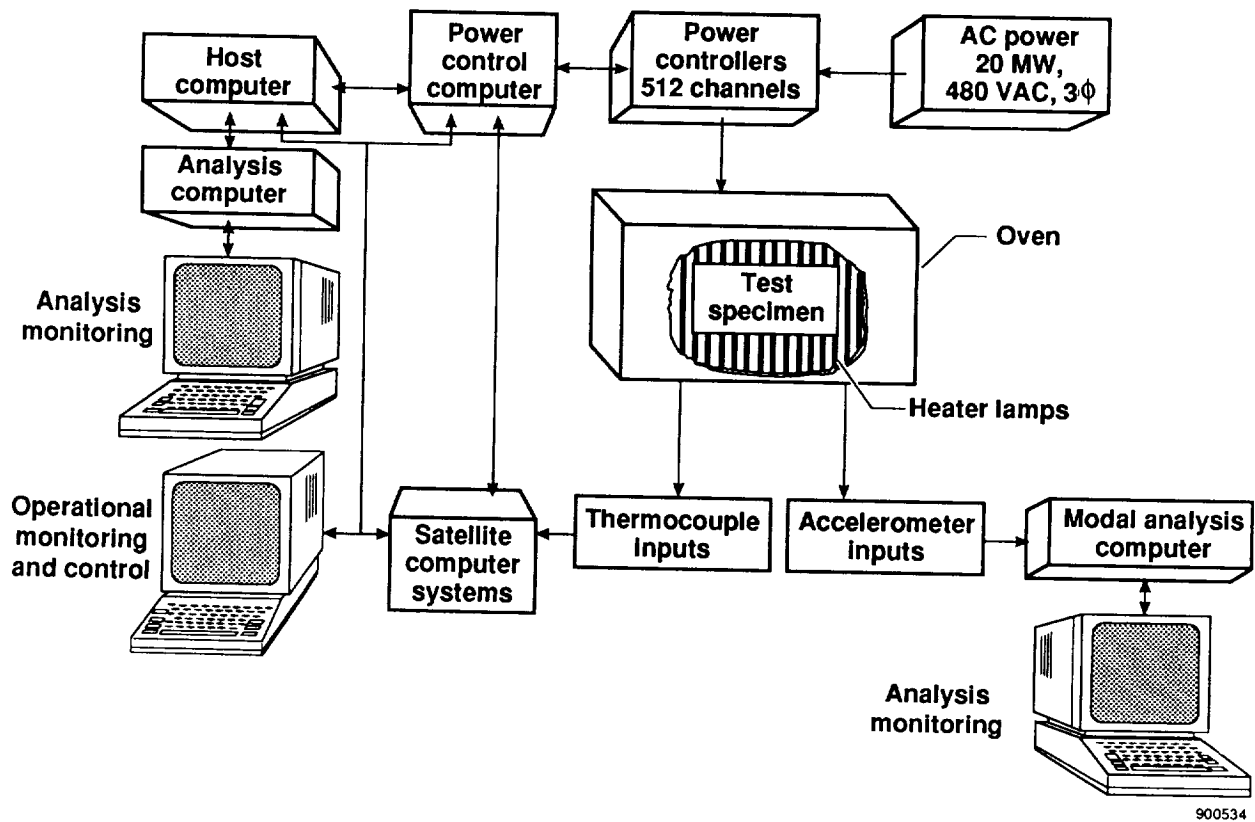 Host
computer
Power
control
computer
Power
controllers
512 channels
AC power
20 MW,
480 VAC, 3ϕ
Analysis
computer
Oven
Test
specimen
Analysis
monitoring
Heater lamps
Operational
monitoring
and control
Satellite
computer
systems
Thermocouple
inputs
Accelerometer
inputs
Modal analysis
computer
Analysis
monitoring
900534